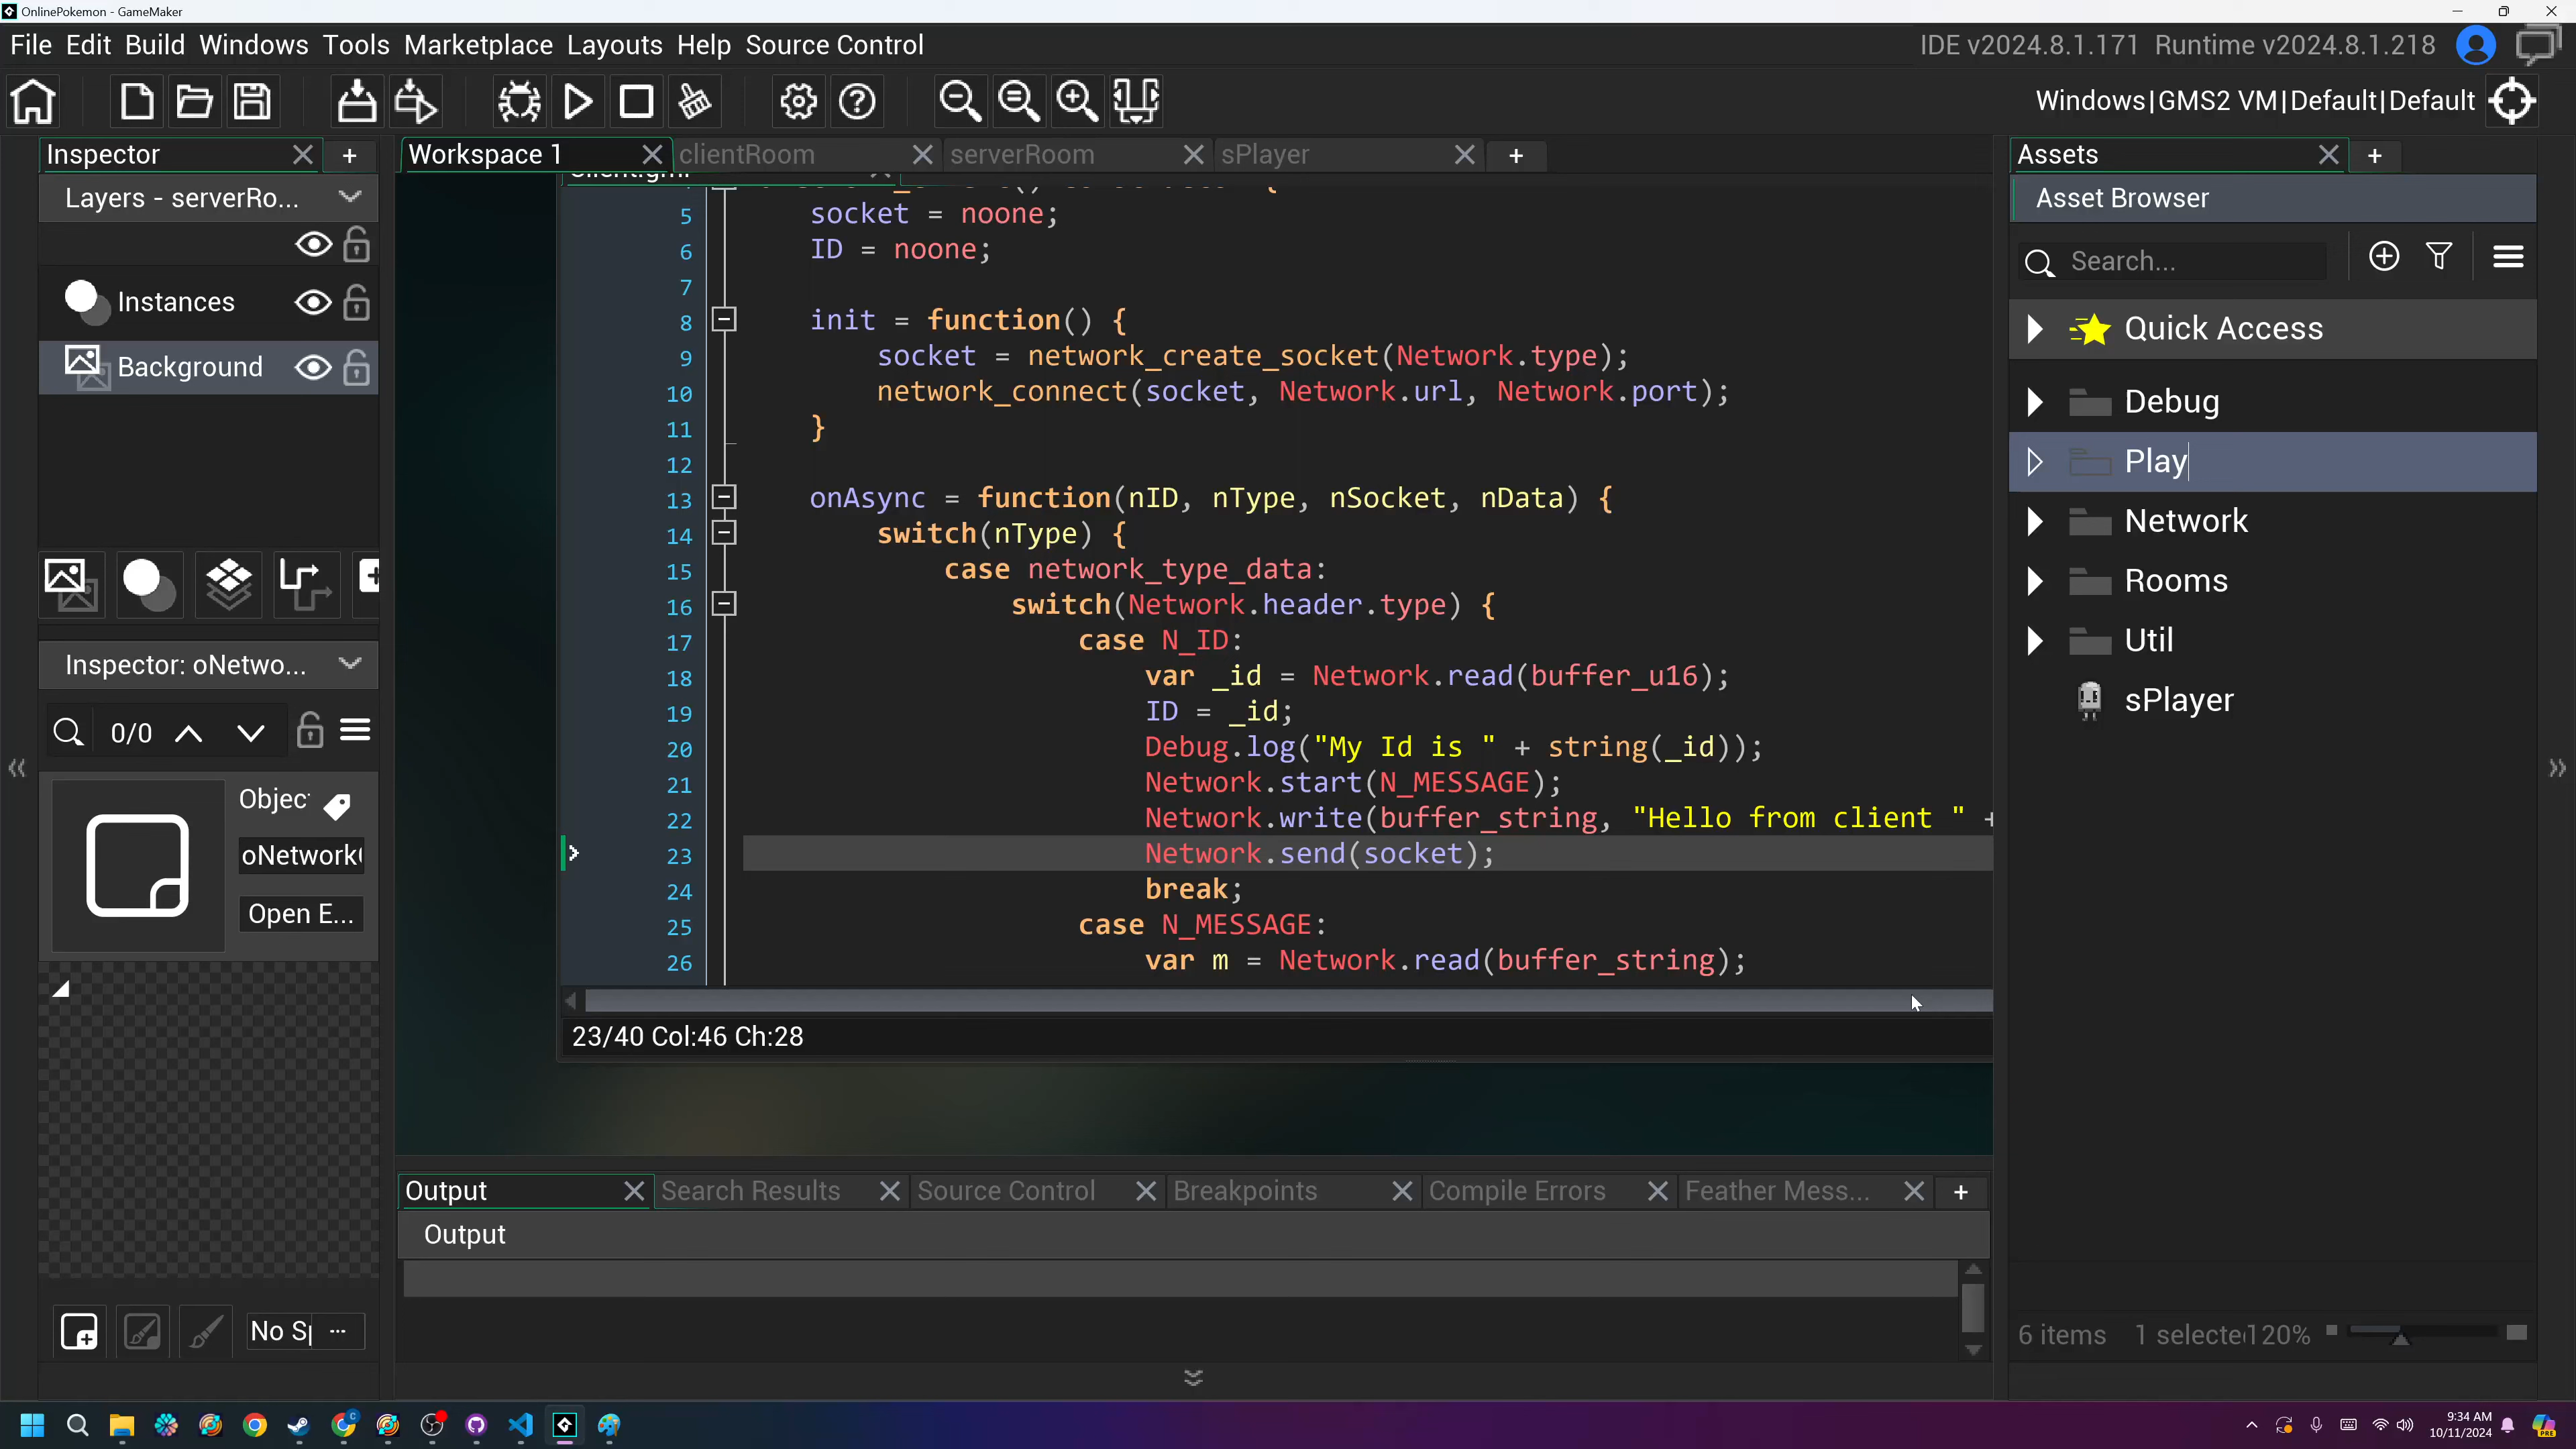 OnlinePokemon - GameMaker
File Edit Build Windows Tools Marketplace Layouts Help Source Control
IDE v2024.8.1.171 Runtime v2024.8.1.218
Windows|GMS2 VM|Default|Default
Inspector
Workspace 1
clientRoom
serverRoom
sPlayer
Assets
Layers - serverRo...
Asset Browser
Search...
Instances
Background
Quick Access
Debug
Play
Network
Rooms
Util
sPlayer
5 socket = noone;
6 ID = noone;
7
8 init = function() {
9 socket = network_create_socket(Network.type);
10 network_connect(socket, Network.url, Network.port);
11 }
12
13 onAsync = function(nID, nType, nSocket, nData) {
14 switch(nType) {
15 case network_type_data:
16 switch(Network.header.type) {
17 case N_ID:
18 var _id = Network.read(buffer_u16);
19 ID = _id;
20 Debug.log("My Id is " + string(_id));
21 Network.start(N_MESSAGE);
22 Network.write(buffer_string, "Hello from client " +
23 Network.send(socket);
24 break;
25 case N_MESSAGE:
26 var m = Network.read(buffer_string);
23/40 Col:46 Ch:28
Inspector: oNetwo...
0/0
Objec
oNetwork
Open E...
No Sp
...
Output
Search Results
Source Control
Breakpoints
Compile Errors
Feather Mess...
Output
6 items
1 selecte
120%
9:34 AM
10/11/2024
PRE